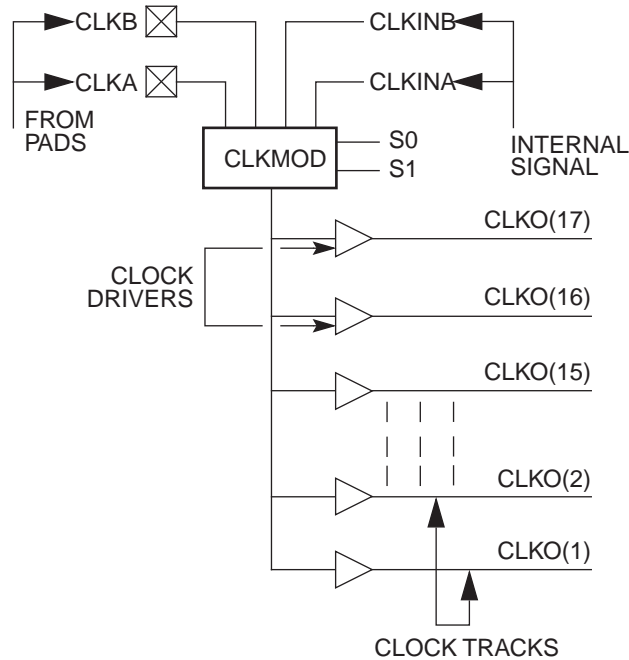 CLKB
CLKINB
CLKA
CLKINA
FROM
PADS
CLKMOD
S0
S1
INTERNAL
SIGNAL
CLKO(17)
CLOCK
DRIVERS
CLKO(16)
CLKO(15)
CLKO(2)
CLKO(1)
CLOCK TRACKS